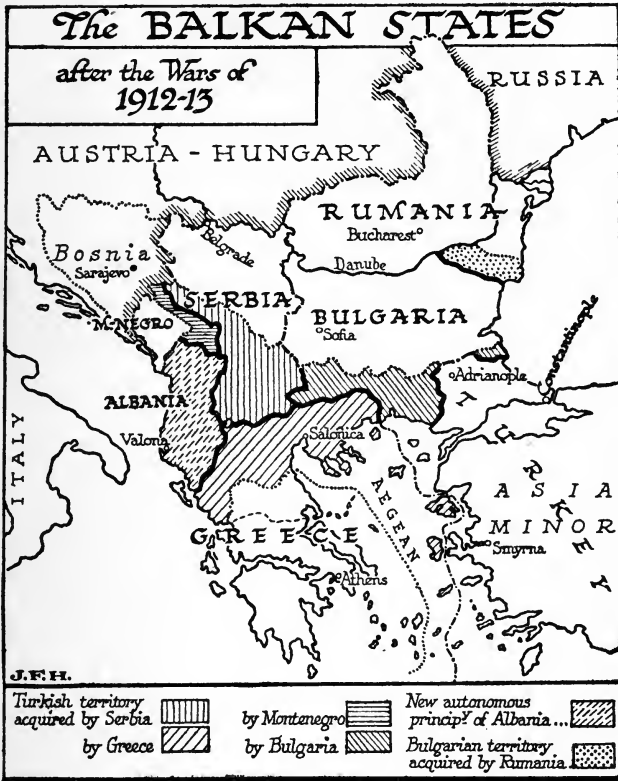 The BALKAN STATES
after the Wars of
1912-13
RUSSIA
AUSTRIA - HUNGARY
RUMANIA
Bucharest
Belgrade
Bosnia
Sarajevo
Danube
SERBIA
BULGARIA
M.NEGRO
Sofia
Constantinople
Adrianople
ALBANIA
TURKEY
Valona
Salonica
ITALY
AEGEAN
ASIA
MINOR
GREECE
Smyrna
Athens
J.F.H.
Turkish territory
acquired by Serbia
by Greece
by Montenegro
by Bulgaria
New autonomous
principy of Albania...
Bulgarian territory
acquired by Rumania